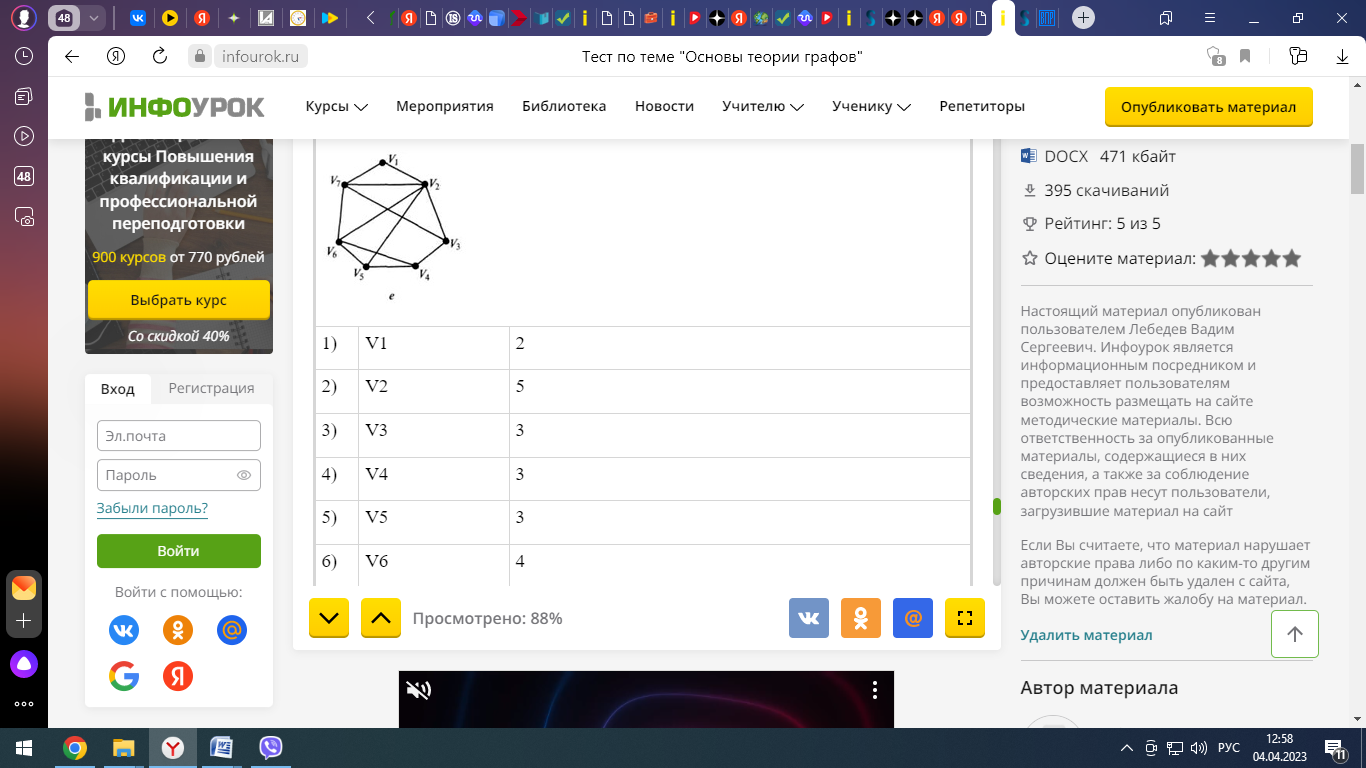 48
infourok.ru
Тест по теме "Основы теории графов"
8
ИНФОУРОК
Курсы
Мероприятия
Библиотека
Новости
Учителю
Ученику
Репетиторы
Опубликовать материал
курсы Повышения
квалификации и
профессиональной
переподготовки
900 курсов от 770 рублей
Выбрать курс
Со скидкой 40%
Вход
Регистрация
Эл.почта
Пароль
Забыли пароль?
Войти
Войти с помощью:
48
V1
V7
V2
V6
V3
V5
V4
е
1) V1 2
2) V2 5
3) V3 3
4) V4 3
5) V5 3
6) V6 4
Просмотрено: 88%
DOCX 471 кбайт
395 скачиваний
Рейтинг: 5 из 5
Оцените материал:
Настоящий материал опубликован
пользователем Лебедев Вадим
Сергеевич. Инфоурок является
информационным посредником и
предоставляет пользователям
возможность размещать на сайте
методические материалы. Всю
ответственность за опубликованные
материалы, содержащиеся в них
сведения, а также за соблюдение
авторских прав несут пользователи,
загрузившие материал на сайт
Если Вы считаете, что материал нарушает
авторские права либо по каким-то другим
причинам должен быть удален с сайта,
Вы можете оставить жалобу на материал.
Удалить материал
Автор материала
РУС
12:58
04.04.2023
11